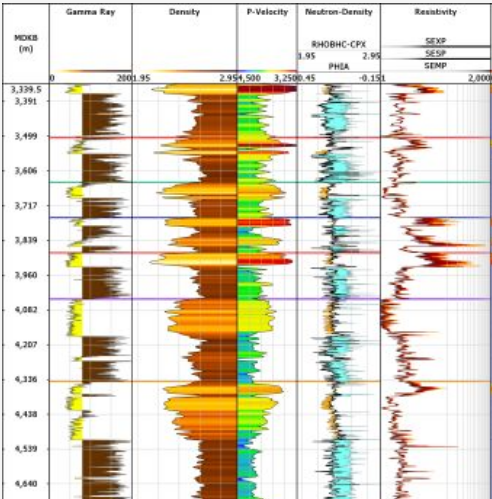 Gamma Ray Density P-Velocity Neutron-Density Resistivity
MDKB
(m)
RHOBHC-CPX
1.95 2.95
PHIA
SEXP
SESP
SEMP
0 200 1.95 2.95 4,500 3,250 0.45 -0.15 1 2,000
3,339.5
3,391
3,499
3,606
3,717
3,839
3,960
4,082
4,207
4,336
4,438
4,539
4,640